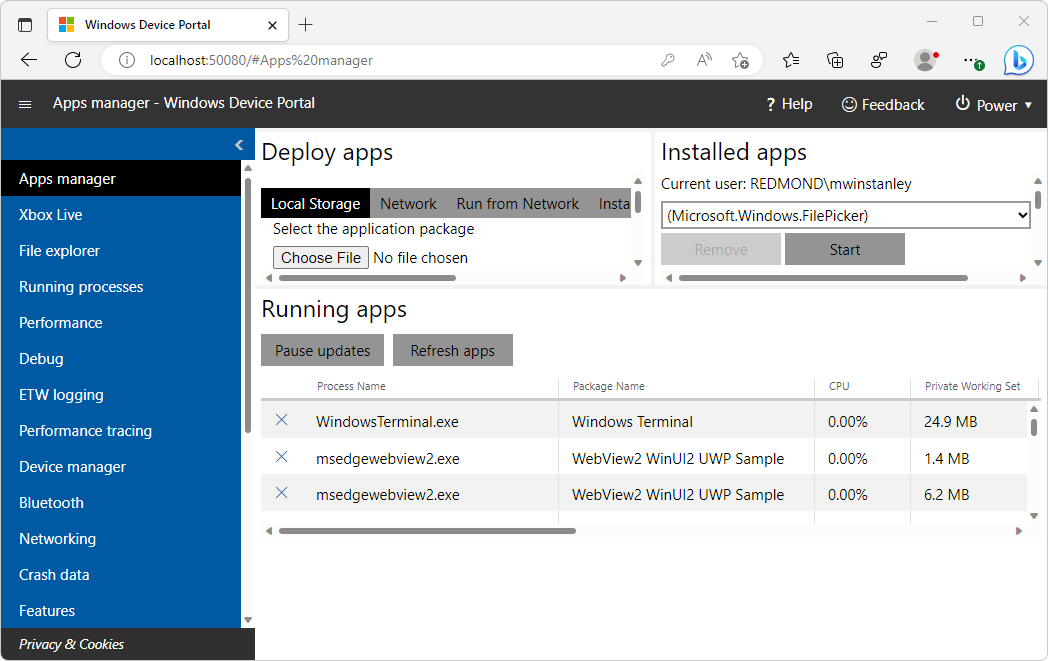 Windows Device Portal
localhost:50080/#Apps%20manager
Apps manager - Windows Device Portal
? Help
Feedback
Power
Apps manager
Xbox Live
File explorer
Running processes
Performance
Debug
ETW logging
Performance tracing
Device manager
Bluetooth
Networking
Crash data
Features
Privacy & Cookies
Deploy apps
Local Storage Network Run from Network Insta
Select the application package
Choose File No file chosen
Installed apps
Current user: REDMOND\mwinstanley
(Microsoft.Windows.FilePicker)
Remove Start
Running apps
Pause updates Refresh apps
Process Name Package Name CPU Private Working Set
WindowsTerminal.exe Windows Terminal 0.00% 24.9 MB
msedgewebview2.exe WebView2 WinUI2 UWP Sample 0.00% 1.4 MB
msedgewebview2.exe WebView2 WinUI2 UWP Sample 0.00% 6.2 MB